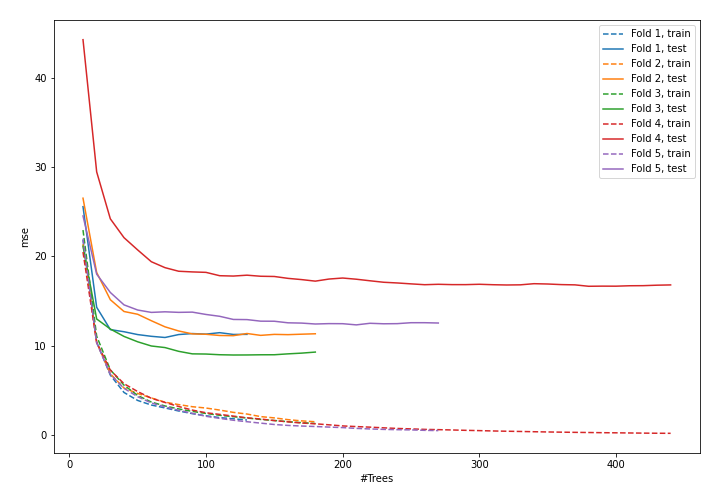 Fold 1, train
Fold 1, test
Fold 2, train
Fold 2, test
Fold 3, train
Fold 3, test
Fold 4, train
Fold 4, test
Fold 5, train
Fold 5, test
mse
40
30
20
10
0
0 100 200 300 400
#Trees